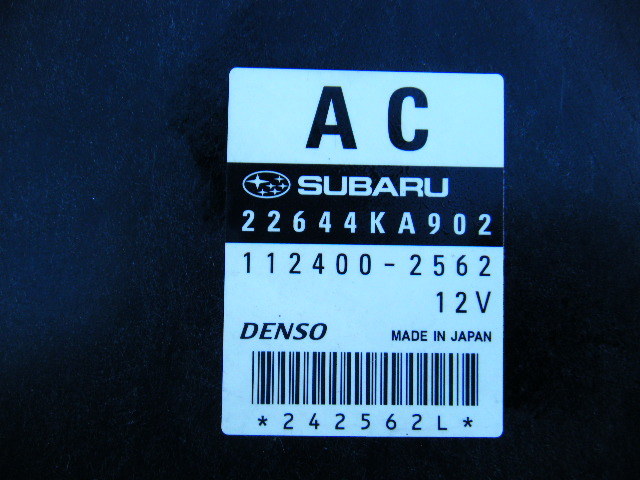 AC
SUBARU
22644KA902
112400-2562
12V
DENSO MADE IN JAPAN
*242562L*